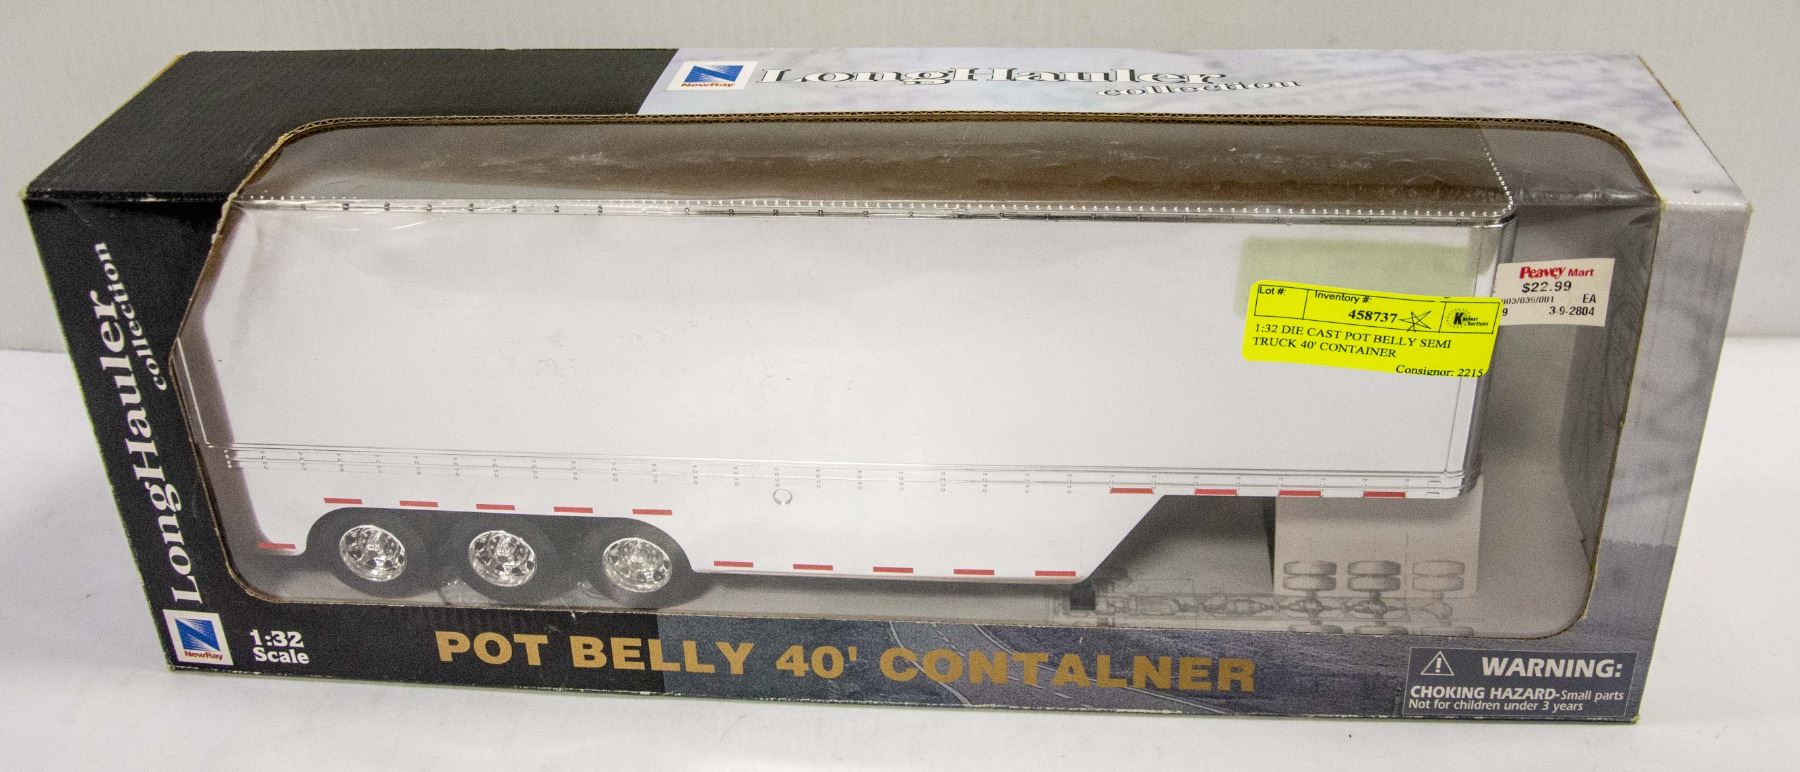 NewRay
LongHauler
collection
LongHauler
collection
NewRay
1:32
Scale
POT BELLY 40' CONTALNER
Peavey Mart
$22.99
EA
3-9-2804
Lot #:
Inventory #:
458737
1:32 DIE CAST POT BELLY SEMI
TRUCK 40' CONTAINER
Consignor: 2215
WARNING:
CHOKING HAZARD-Small parts
Not for children under 3 years